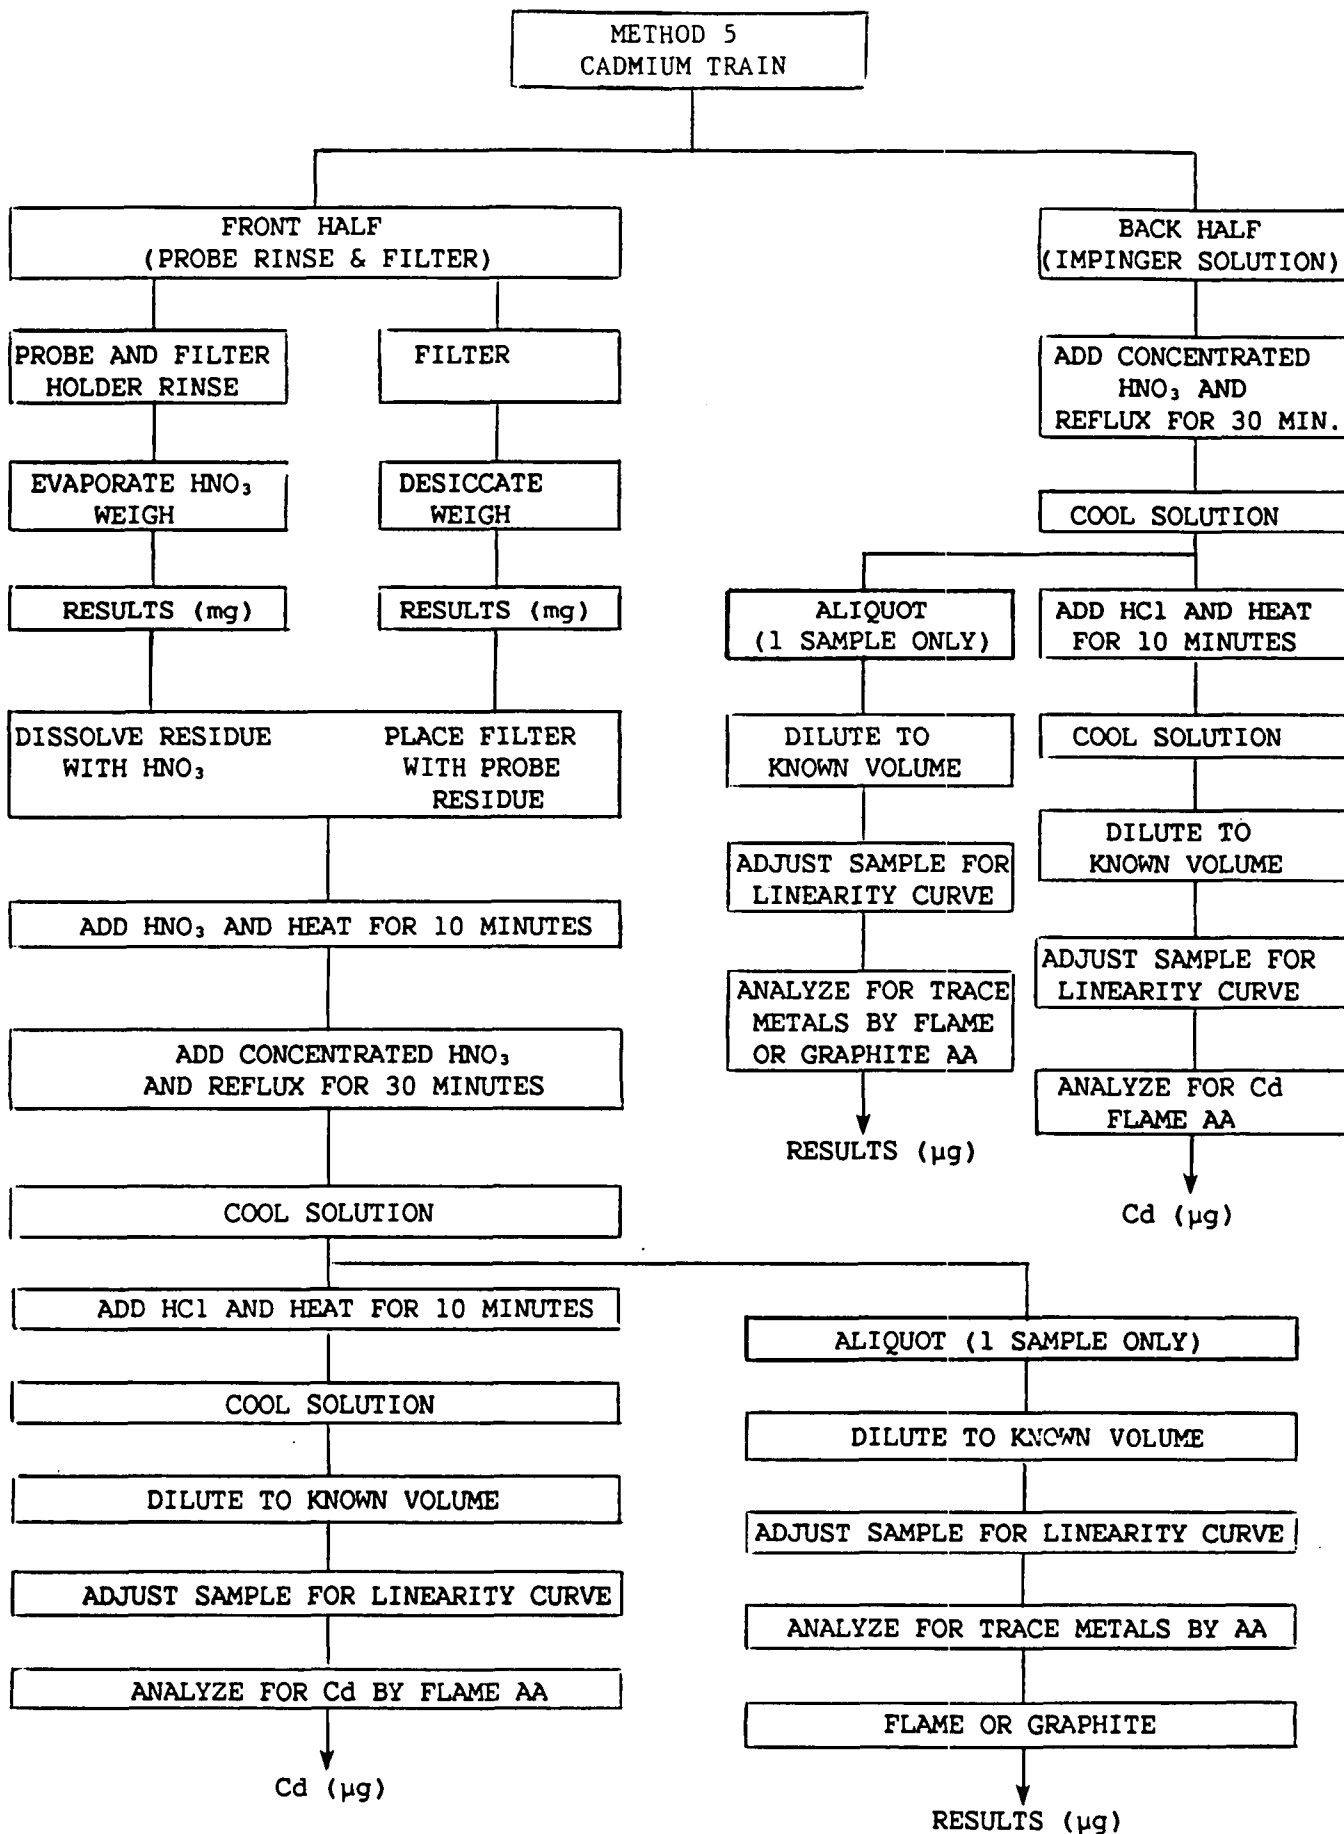 METHOD 5
CADMIUM TRAIN
FRONT HALF
(PROBE RINSE & FILTER)
PROBE AND FILTER
HOLDER RINSE
FILTER
EVAPORATE HNO₃
WEIGH
DESICCATE
WEIGH
RESULTS (mg)
RESULTS (mg)
DISSOLVE RESIDUE
WITH HNO₃
PLACE FILTER
WITH PROBE
RESIDUE
ADD HNO₃ AND HEAT FOR 10 MINUTES
ADD CONCENTRATED HNO₃
AND REFLUX FOR 30 MINUTES
COOL SOLUTION
ADD HCl AND HEAT FOR 10 MINUTES
COOL SOLUTION
DILUTE TO KNOWN VOLUME
ADJUST SAMPLE FOR LINEARITY CURVE
ANALYZE FOR Cd BY FLAME AA
Cd (µg)
ALIQUOT (1 SAMPLE ONLY)
DILUTE TO KNOWN VOLUME
ADJUST SAMPLE FOR LINEARITY CURVE
ANALYZE FOR TRACE METALS BY AA
FLAME OR GRAPHITE
RESULTS (µg)
BACK HALF
(IMPINGER SOLUTION)
ADD CONCENTRATED
HNO₃ AND
REFLUX FOR 30 MIN.
COOL SOLUTION
ALIQUOT
(1 SAMPLE ONLY)
DILUTE TO
KNOWN VOLUME
ADJUST SAMPLE FOR
LINEARITY CURVE
ANALYZE FOR TRACE
METALS BY FLAME
OR GRAPHITE AA
RESULTS (µg)
ADD HCl AND HEAT
FOR 10 MINUTES
COOL SOLUTION
DILUTE TO
KNOWN VOLUME
ADJUST SAMPLE FOR
LINEARITY CURVE
ANALYZE FOR Cd
FLAME AA
Cd (µg)